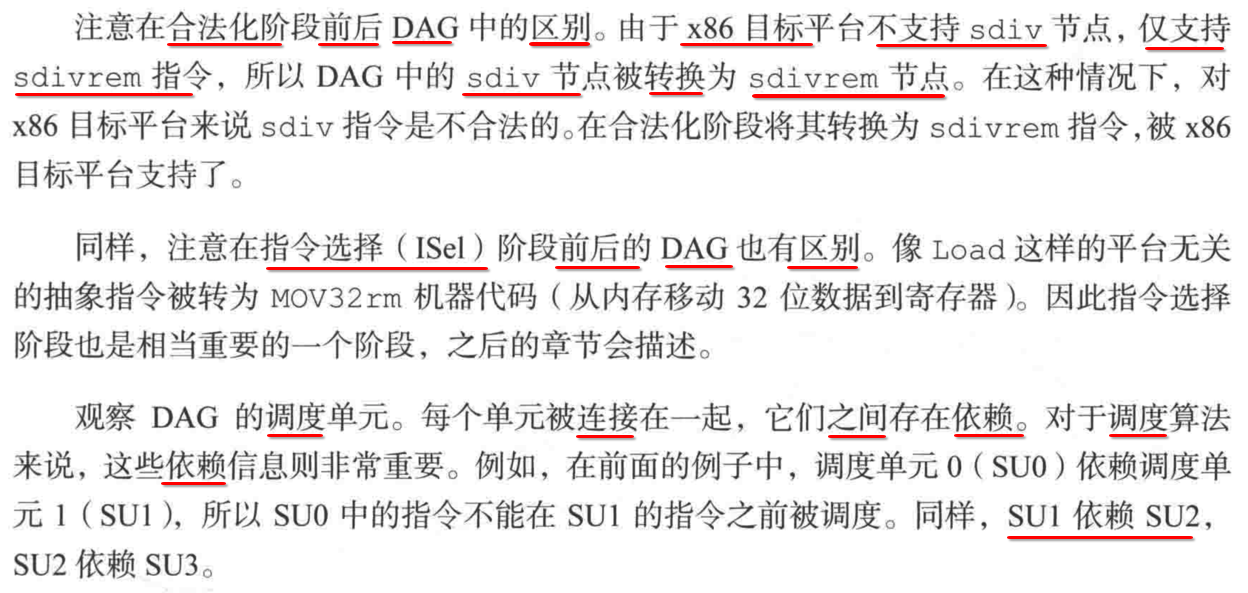 注意在合法化阶段前后 DAG 中的区别。由于 x86 目标平台不支持 sdiv 节点，仅支持
sdivrem 指令，所以 DAG 中的 sdiv 节点被转换为 sdivrem 节点。在这种情况下，对
x86 目标平台来说 sdiv 指令是不合法的。在合法化阶段将其转换为 sdivrem 指令，被 x86
目标平台支持了。
同样，注意在指令选择（ISel）阶段前后的 DAG 也有区别。像 Load 这样的平台无关
的抽象指令被转为 MOV32rm 机器代码（从内存移动 32 位数据到寄存器）。因此指令选择
阶段也是相当重要的一个阶段，之后的章节会描述。
观察 DAG 的调度单元。每个单元被连接在一起，它们之间存在依赖。对于调度算法
来说，这些依赖信息则非常重要。例如，在前面的例子中，调度单元 0（SU0）依赖调度单
元 1（SU1），所以 SU0 中的指令不能在 SU1 的指令之前被调度。同样，SU1 依赖 SU2，
SU2 依赖 SU3。